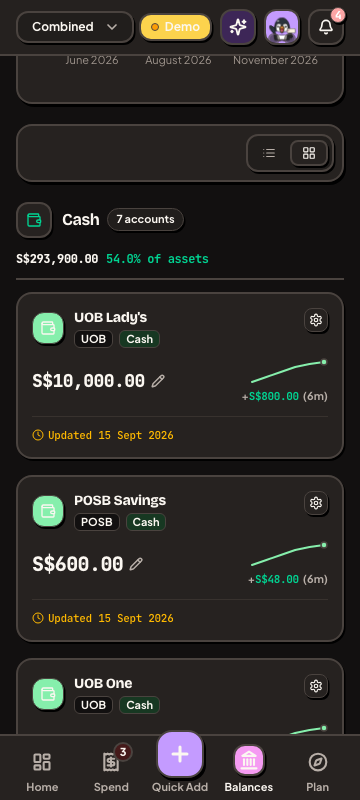 Combined
Demo
4
June 2026 August 2026 November 2026
Cash 7 accounts
S$293,900.00 54.0% of assets
UOB Lady's
UOB Cash
S$10,000.00
+S$800.00 (6m)
Updated 15 Sept 2026
POSB Savings
POSB Cash
S$600.00
+S$48.00 (6m)
Updated 15 Sept 2026
UOB One
UOB Cash
3
Home Spend Quick Add Balances Plan